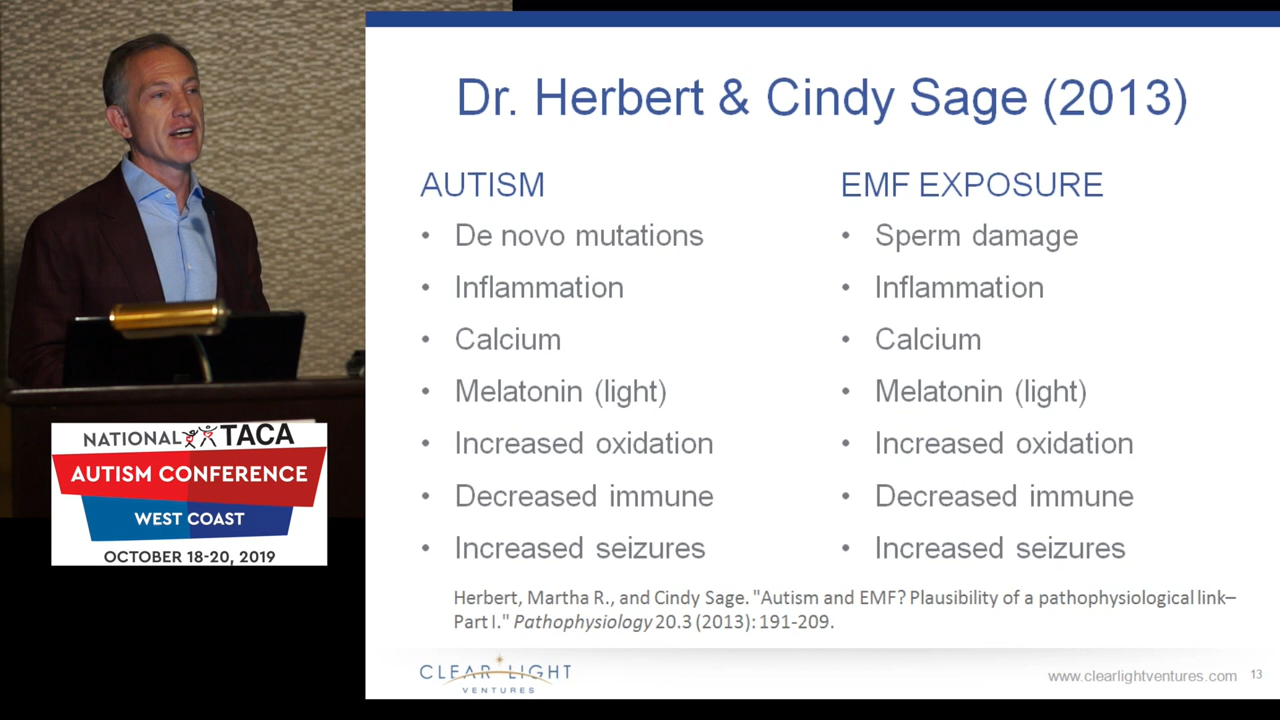 Dr. Herbert & Cindy Sage (2013)
AUTISM
• De novo mutations
• Inflammation
• Calcium
• Melatonin (light)
• Increased oxidation
• Decreased immune
• Increased seizures
EMF EXPOSURE
• Sperm damage
• Inflammation
• Calcium
• Melatonin (light)
• Increased oxidation
• Decreased immune
• Increased seizures
Herbert, Martha R., and Cindy Sage. "Autism and EMF? Plausibility of a pathophysiological link–
Part I." Pathophysiology 20.3 (2013): 191-209.
CLEAR LIGHT
VENTURES
www.clearlightventures.com 13
NATIONAL TACA
AUTISM CONFERENCE
WEST COAST
OCTOBER 18-20, 2019